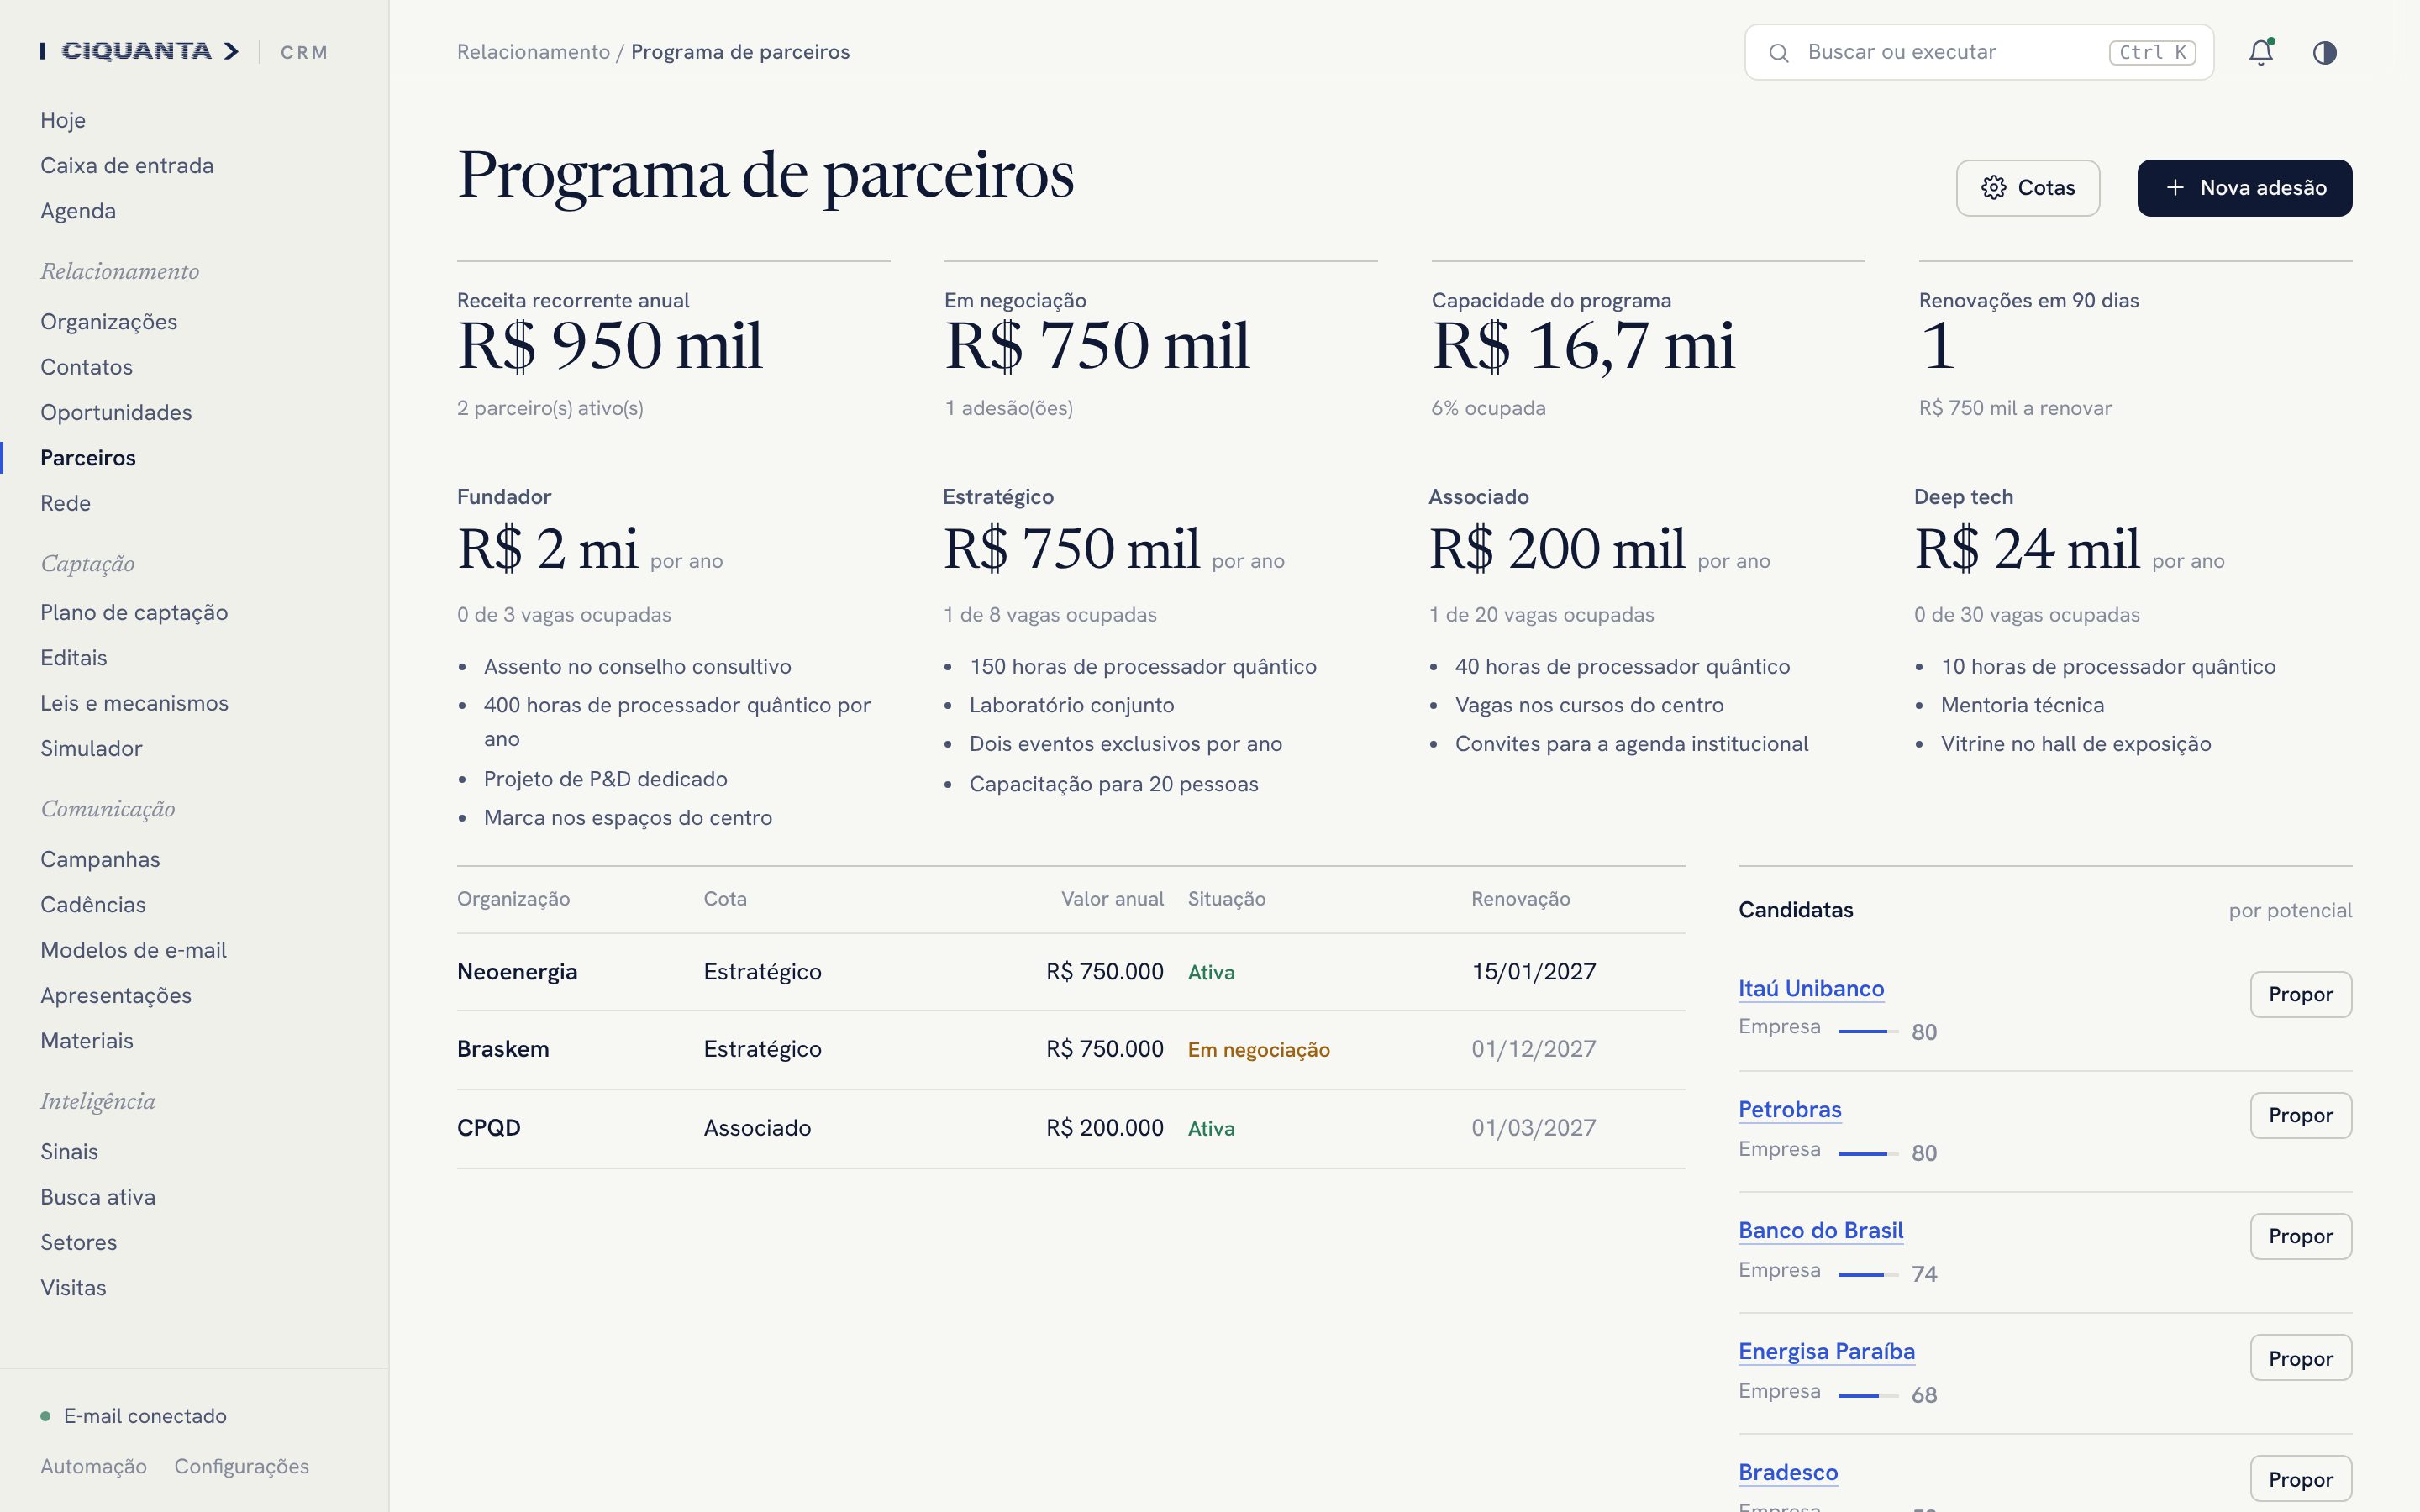 CIQUANTA CRM
Hoje
Caixa de entrada
Agenda
Relacionamento
Organizações
Contatos
Oportunidades
Parceiros
Rede
Captação
Plano de captação
Editais
Leis e mecanismos
Simulador
Comunicação
Campanhas
Cadências
Modelos de e-mail
Apresentações
Materiais
Inteligência
Sinais
Busca ativa
Setores
Visitas
E-mail conectado
Automação Configurações
Relacionamento / Programa de parceiros
Buscar ou executar Ctrl K
Programa de parceiros
Cotas
+ Nova adesão
Receita recorrente anual
R$ 950 mil
2 parceiro(s) ativo(s)
Em negociação
R$ 750 mil
1 adesão(ões)
Capacidade do programa
R$ 16,7 mi
6% ocupada
Renovações em 90 dias
1
R$ 750 mil a renovar
Fundador
R$ 2 mi por ano
0 de 3 vagas ocupadas
• Assento no conselho consultivo
• 400 horas de processador quântico por
ano
• Projeto de P&D dedicado
• Marca nos espaços do centro
Estratégico
R$ 750 mil por ano
1 de 8 vagas ocupadas
• 150 horas de processador quântico
• Laboratório conjunto
• Dois eventos exclusivos por ano
• Capacitação para 20 pessoas
Associado
R$ 200 mil por ano
1 de 20 vagas ocupadas
• 40 horas de processador quântico
• Vagas nos cursos do centro
• Convites para a agenda institucional
Deep tech
R$ 24 mil por ano
0 de 30 vagas ocupadas
• 10 horas de processador quântico
• Mentoria técnica
• Vitrine no hall de exposição
Organização Cota Valor anual Situação Renovação
Neoenergia Estratégico R$ 750.000 Ativa 15/01/2027
Braskem Estratégico R$ 750.000 Em negociação 01/12/2027
CPQD Associado R$ 200.000 Ativa 01/03/2027
Candidatas por potencial
Itaú Unibanco Propor
Empresa 80
Petrobras Propor
Empresa 80
Banco do Brasil Propor
Empresa 74
Energisa Paraíba Propor
Empresa 68
Bradesco Propor